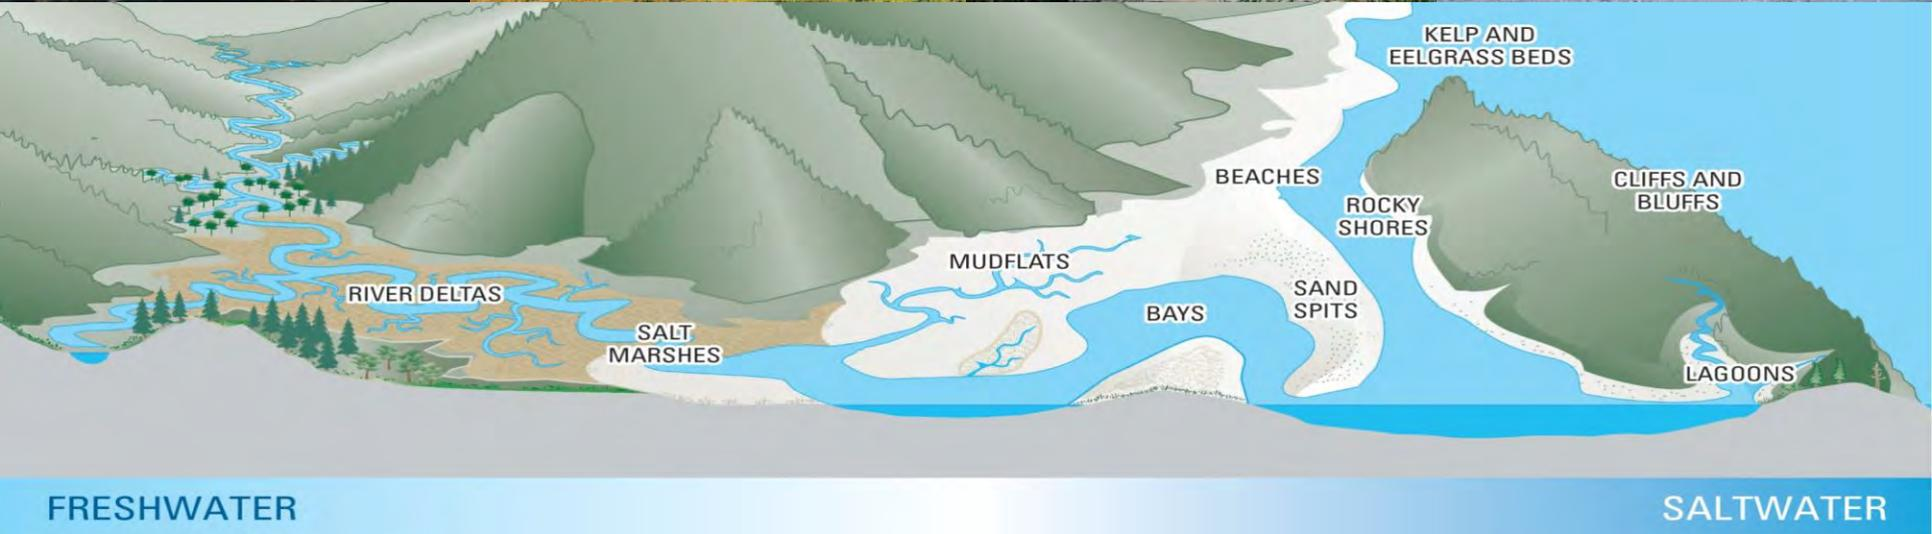 KELP AND
EELGRASS BEDS
BEACHES
CLIFFS AND
BLUFFS
ROCKY
SHORES
MUDFLATS
RIVER DELTAS
SAND
SPITS
BAYS
SALT
MARSHES
LAGOONS
FRESHWATER
SALTWATER